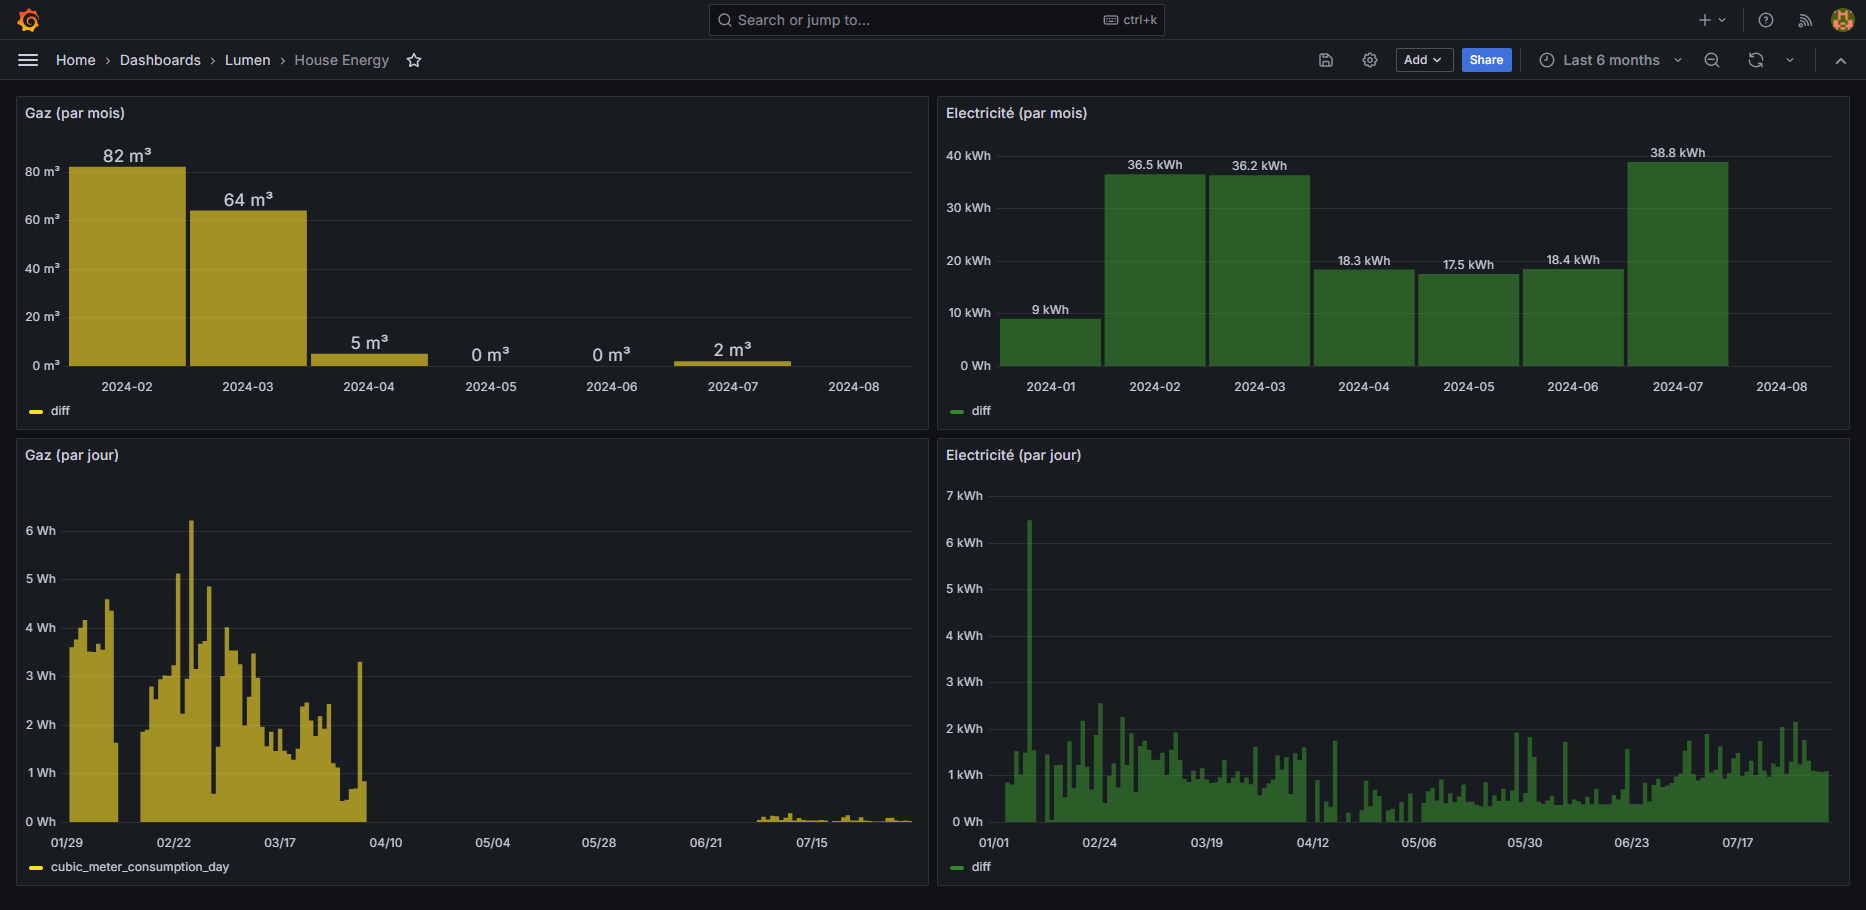 Search or jump to... ctrl+k
Home › Dashboards › Lumen › House Energy
Add
Share
Last 6 months
Gaz (par mois)
82 m³
64 m³
5 m³
0 m³
0 m³
2 m³
80 m³
60 m³
40 m³
20 m³
0 m³
2024-02 2024-03 2024-04 2024-05 2024-06 2024-07 2024-08
diff
Electricité (par mois)
40 kWh
30 kWh
20 kWh
10 kWh
0 Wh
9 kWh
36.5 kWh
36.2 kWh
18.3 kWh
17.5 kWh
18.4 kWh
38.8 kWh
2024-01 2024-02 2024-03 2024-04 2024-05 2024-06 2024-07 2024-08
diff
Gaz (par jour)
6 Wh
5 Wh
4 Wh
3 Wh
2 Wh
1 Wh
0 Wh
01/29 02/22 03/17 04/10 05/04 05/28 06/21 07/15
cubic_meter_consumption_day
Electricité (par jour)
7 kWh
6 kWh
5 kWh
4 kWh
3 kWh
2 kWh
1 kWh
0 Wh
01/01 02/24 03/19 04/12 05/06 05/30 06/23 07/17
diff